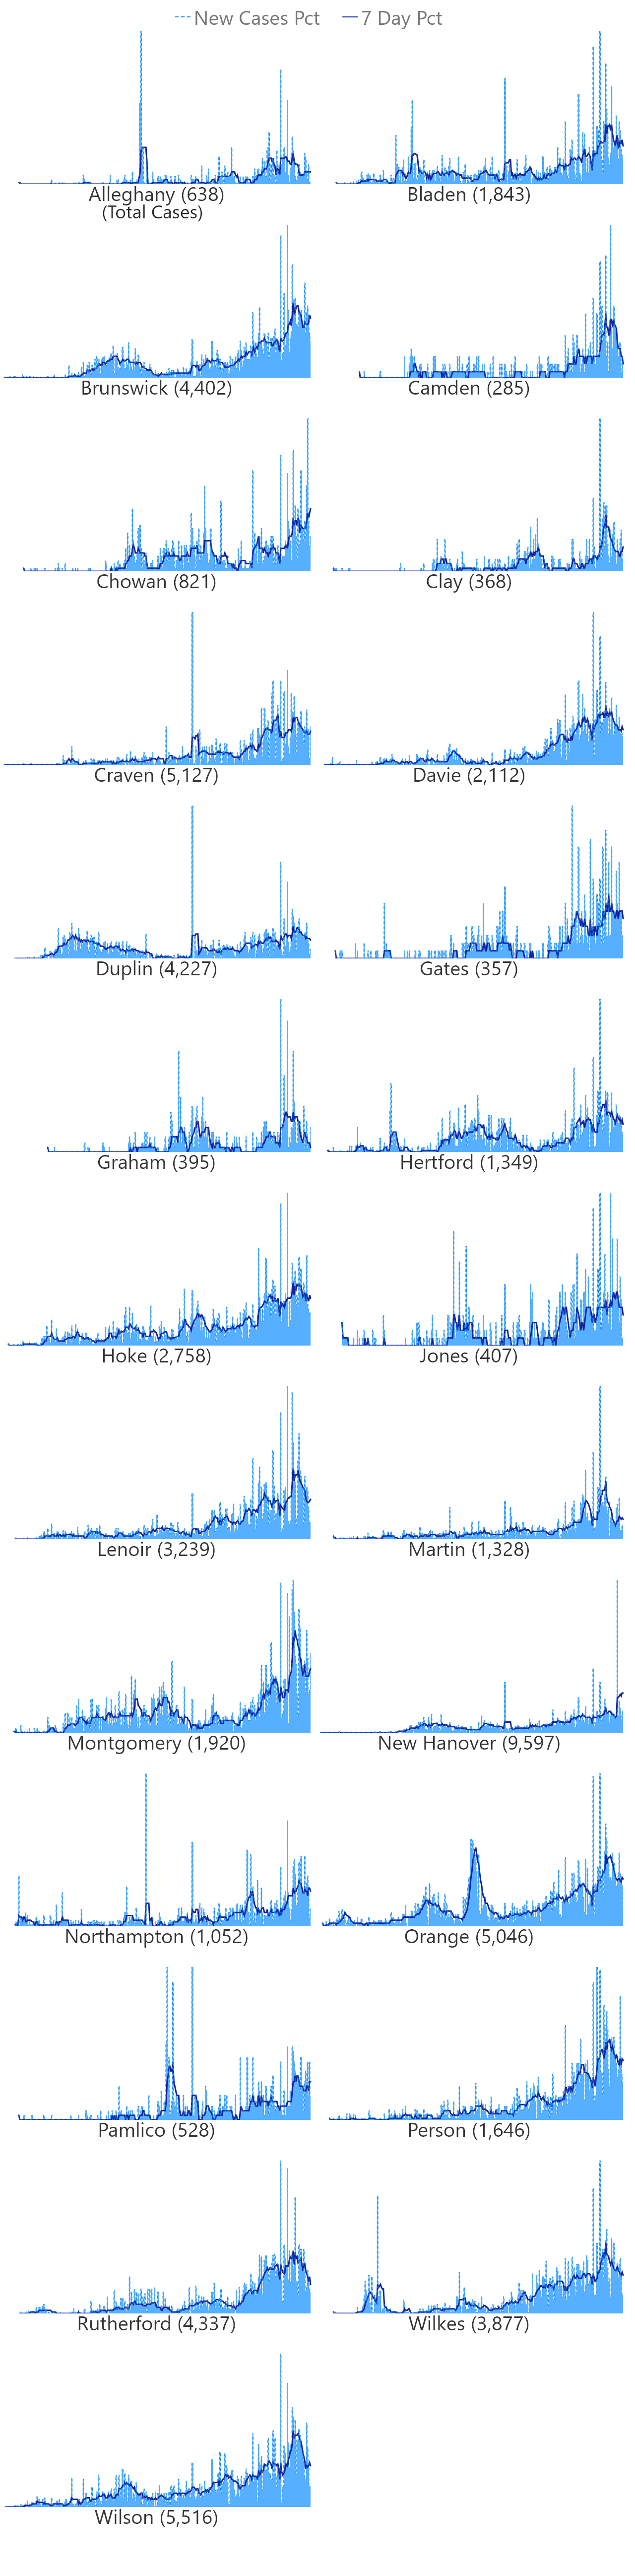 New Cases Pct 7 Day Pct
Alleghany (638)
(Total Cases)
Bladen (1,843)
Brunswick (4,402)
Camden (285)
Chowan (821)
Clay (368)
Craven (5,127)
Davie (2,112)
Duplin (4,227)
Gates (357)
Graham (395)
Hertford (1,349)
Hoke (2,758)
Jones (407)
Lenoir (3,239)
Martin (1,328)
Montgomery (1,920)
New Hanover (9,597)
Northampton (1,052)
Orange (5,046)
Pamlico (528)
Person (1,646)
Rutherford (4,337)
Wilkes (3,877)
Wilson (5,516)